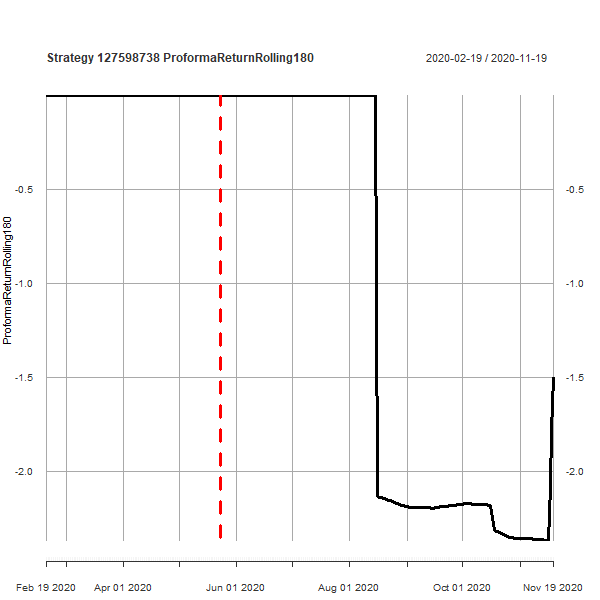 Strategy 127598738 ProformaReturnRolling180
2020-02-19 / 2020-11-19
ProformaReturnRolling180
-0.5 -0.5
-1.0 -1.0
-1.5 -1.5
-2.0 -2.0
Feb 19 2020 Apr 01 2020 Jun 01 2020 Aug 01 2020 Oct 01 2020 Nov 19 2020